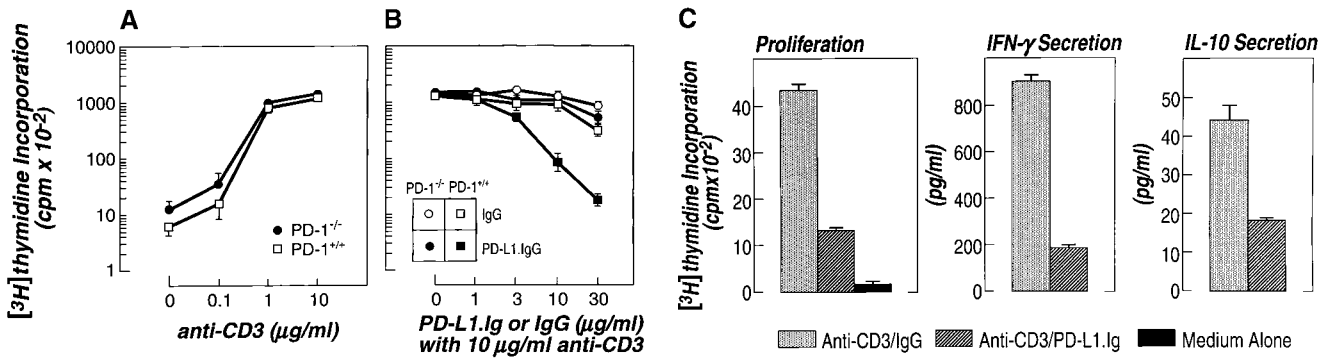 A
B
C
[³H]thymidine Incorporation
(cpm x 10⁻²)
10000
1000
100
10
1
PD-1⁻/⁻
PD-1⁺/⁺
0
0.1
1
10
anti-CD3 (µg/ml)
PD-1⁻/⁻ PD-1⁺/⁺
IgG
PD-L1.IgG
0
1
3
10
30
PD-L1.Ig or IgG (µg/ml)
with 10 µg/ml anti-CD3
Proliferation
[³H]thymidine Incorporation
(cpmx10⁻²)
40
30
20
10
0
IFN-γ Secretion
(pg/ml)
800
600
400
200
0
IL-10 Secretion
(pg/ml)
50
40
30
20
10
0
Anti-CD3/IgG
Anti-CD3/PD-L1.Ig
Medium Alone